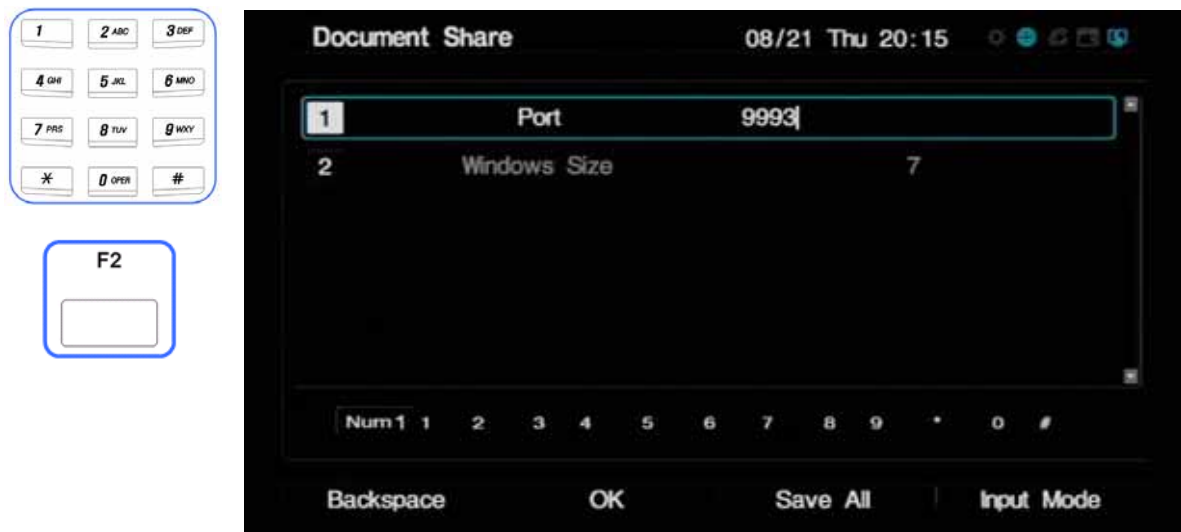 1 2 ABC 3 DEF
4 GHI 5 JKL 6 MNO
7 PRS 8 TUV 9 WXY
* 0 OPER #
F2
Document Share 08/21 Thu 20:15
1 Port 9993
2 Windows Size 7
Num1 1 2 3 4 5 6 7 8 9 * 0 #
Backspace OK Save All Input Mode